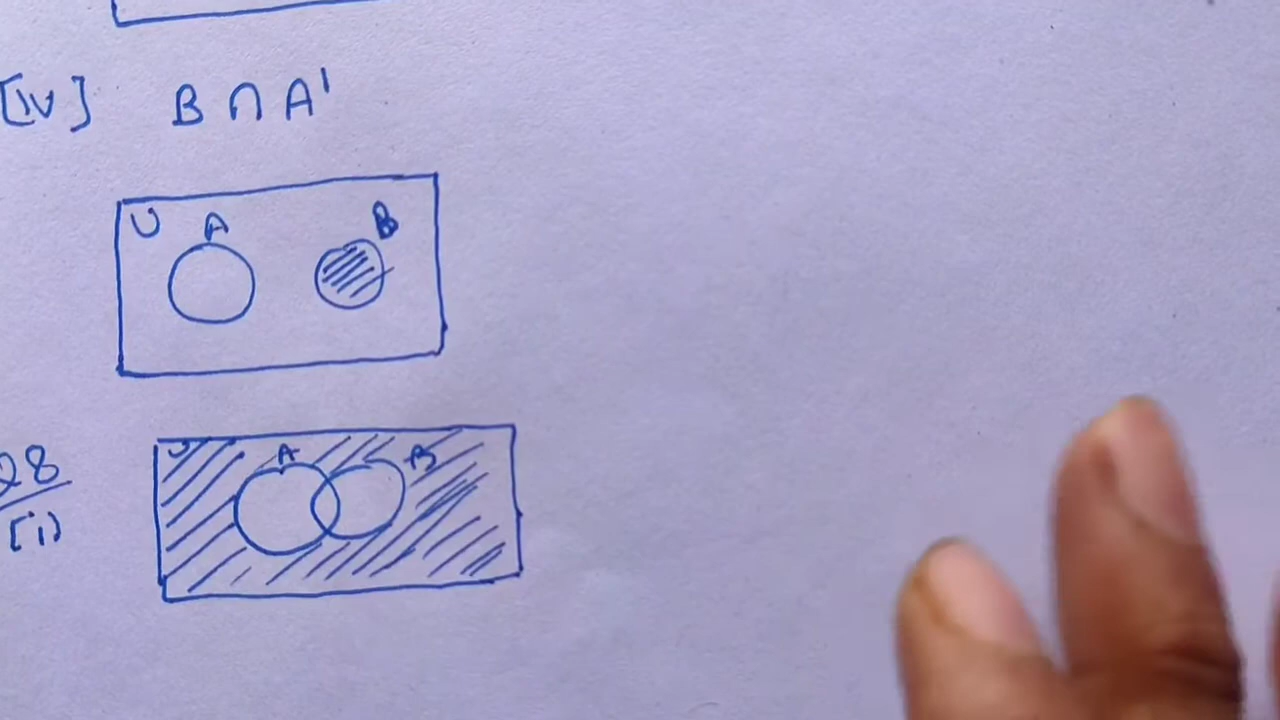 [iv] B ∩ A'
U A B
28
(i)
U A B